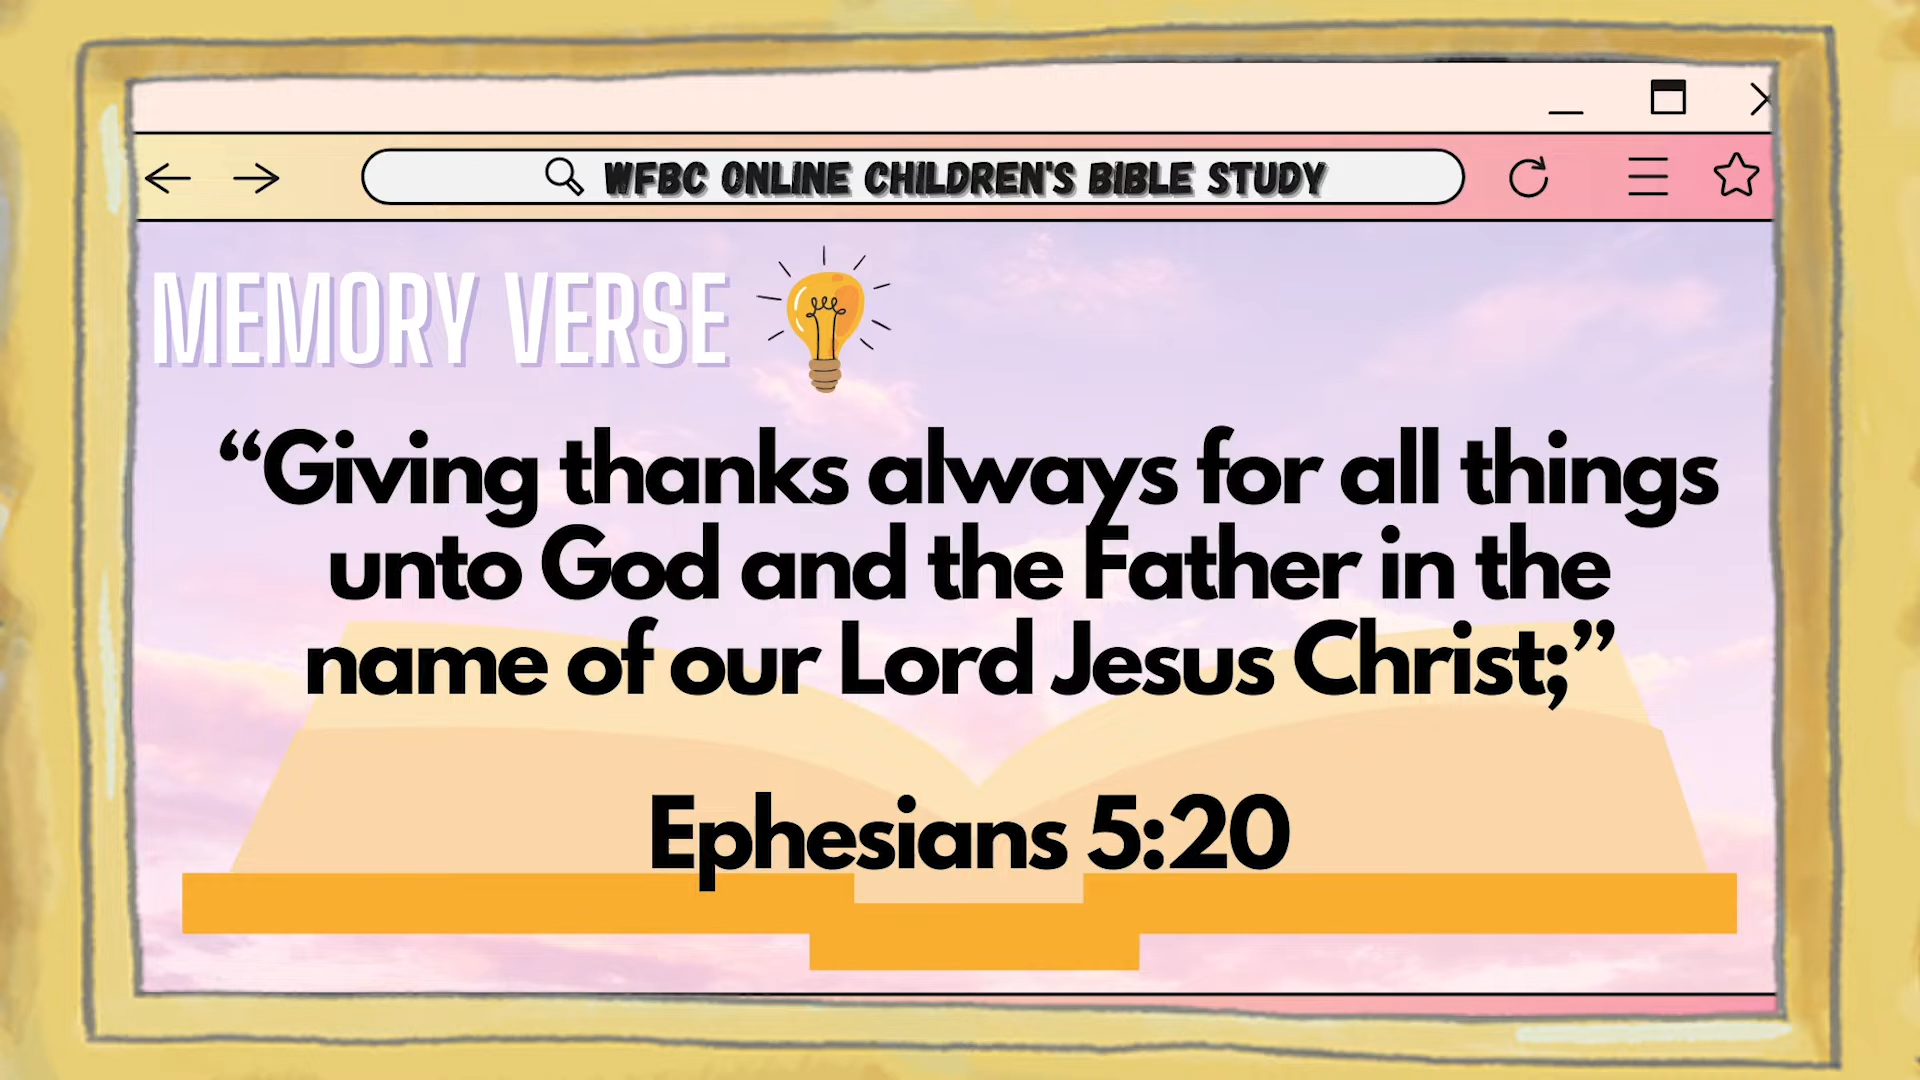 WFBC ONLINE CHILDREN'S BIBLE STUDY
MEMORY VERSE
“Giving thanks always for all things
unto God and the Father in the
name of our Lord Jesus Christ;”
Ephesians 5:20